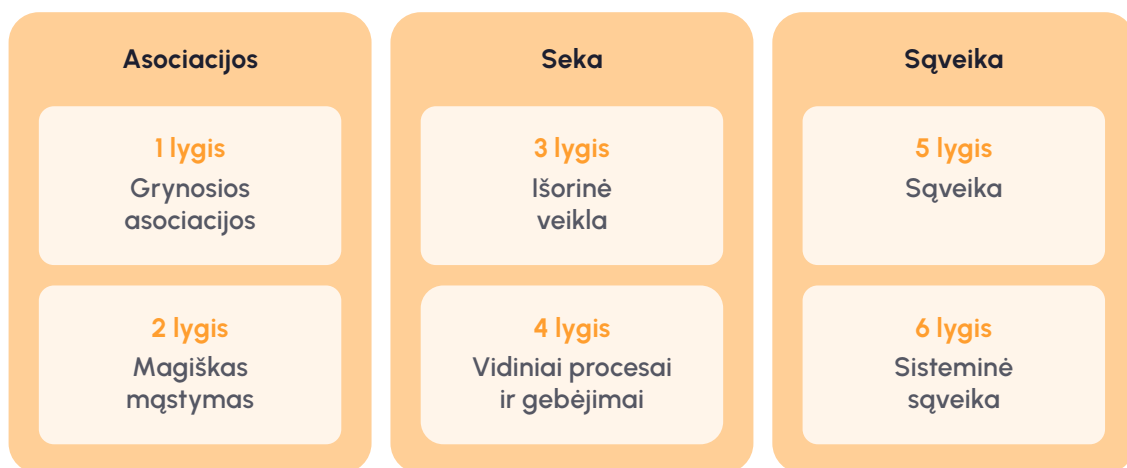 Asociacijos
1 lygis
Grynosios
asociacijos
2 lygis
Magiškas
mąstymas
Seka
3 lygis
Išorinė
veikla
4 lygis
Vidiniai procesai
ir gebėjimai
Sąveika
5 lygis
Sąveika
6 lygis
Sisteminė
sąveika